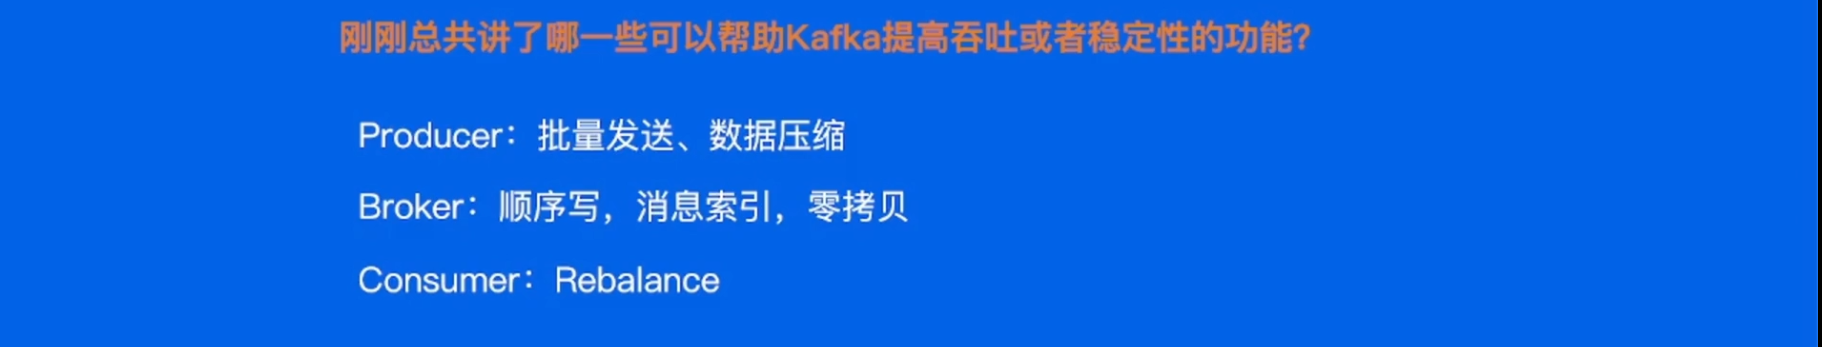 刚刚总共讲了哪一些可以帮助Kafka提高吞吐或者稳定性的功能？
Producer：批量发送、数据压缩
Broker：顺序写，消息索引，零拷贝
Consumer：Rebalance